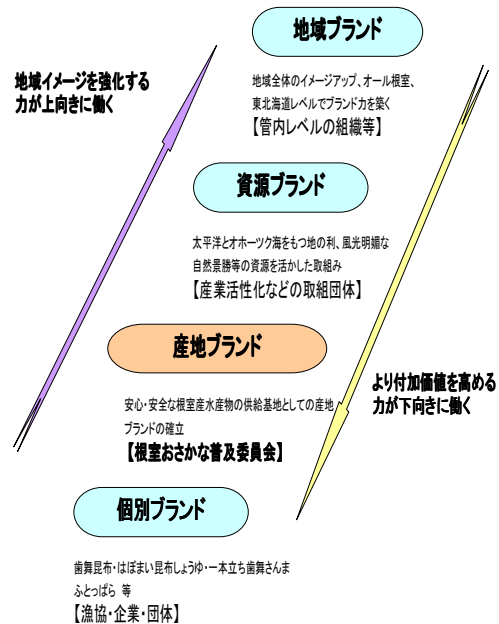 地域ブランド
地域イメージを強化する
力が上向きに働く
地域全体のイメージアップ、オール根室、
東北海道レベルでブランド力を築く
【管内レベルの組織等】
資源ブランド
太平洋とオホーツク海をもつ地の利、風光明媚な
自然景勝等の資源を活かした取組み
【産業活性化などの取組団体】
産地ブランド
より付加価値を高める
力が下向きに働く
安心・安全な根室産水産物の供給基地としての産地
ブランドの確立
【根室おさかな普及委員会】
個別ブランド
歯舞昆布・はぼまい昆布しょうゆ・一本立ち歯舞さんま
ふとっぱら 等
【漁協・企業・団体】